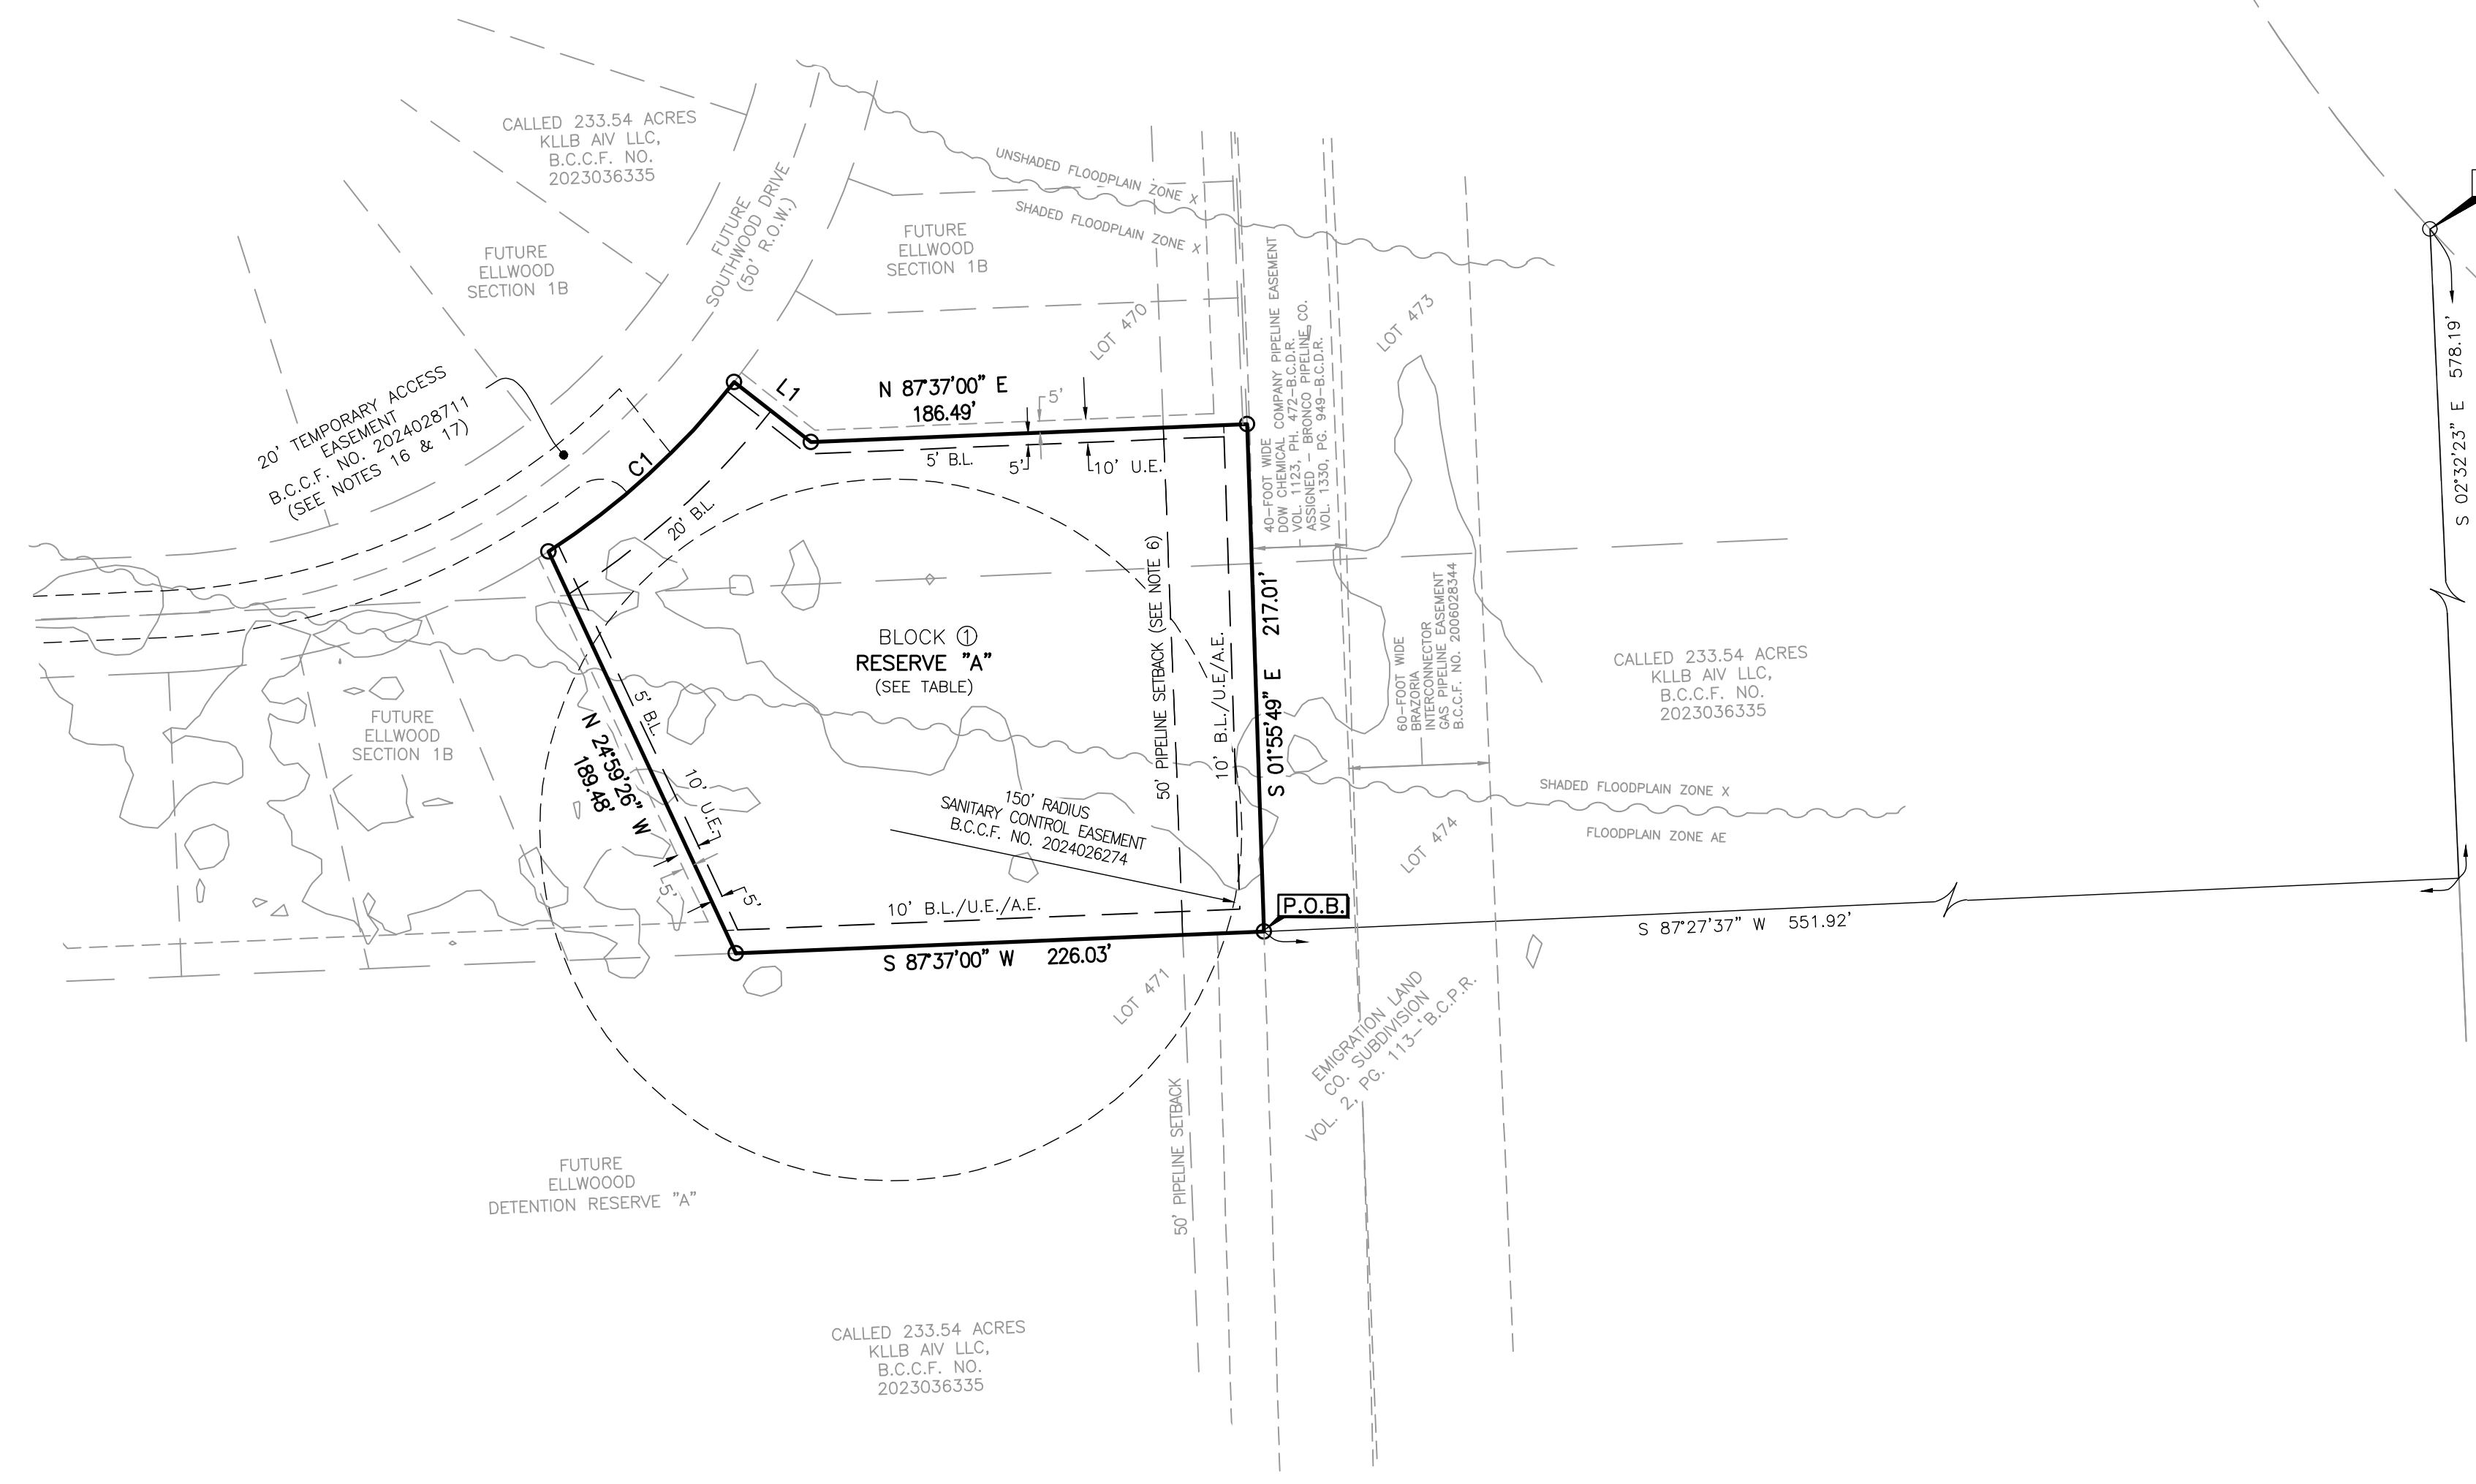 CALLED 233.54 ACRES
KLLB AIV LLC,
B.C.C.F. NO.
2023036335
UNSHADED FLOODPLAIN ZONE X
SHADED FLOODPLAIN ZONE X
FUTURE
SOUTHWOOD DRIVE
(50' R.O.W.)
FUTURE
ELLWOOD
SECTION 1B
FUTURE
ELLWOOD
SECTION 1B
LOT 470
LOT 473
40-FOOT WIDE
DOW CHEMICAL COMPANY PIPELINE EASEMENT
VOL. 1123, PH. 472-B.C.D.R.
ASSIGNED - BRONCO PIPELINE CO.
VOL. 1330, PG. 949-B.C.D.R.
S 02°32'23" E 578.19'
20' TEMPORARY ACCESS
EASEMENT
B.C.C.F. NO. 2024028711
(SEE NOTES 16 & 17)
L1
N 87°37'00" E
186.49'
5'
C1
5' B.L.
5'
10' U.E.
20' B.L.
50' PIPELINE SETBACK (SEE NOTE 6)
10' B.L./U.E/A.E.
S 01°55'49" E 217.01'
BLOCK 1
RESERVE "A"
(SEE TABLE)
60-FOOT WIDE
BRAZORIA
INTERCONNECTOR
GAS PIPELINE EASEMENT
B.C.C.F. NO. 2006028344
CALLED 233.54 ACRES
KLLB AIV LLC,
B.C.C.F. NO.
2023036335
FUTURE
ELLWOOD
SECTION 1B
5' B.L.
N 24°59'26" W
189.48'
10' U.E.
150' RADIUS
SANITARY CONTROL EASEMENT
B.C.C.F. NO. 2024026274
SHADED FLOODPLAIN ZONE X
FLOODPLAIN ZONE AE
LOT 474
5'
5'
10' B.L./U.E./A.E.
P.O.B.
S 87°27'37" W 551.92'
S 87°37'00" W 226.03'
LOT 471
EMIGRATION LAND
CO. SUBDIVISION
VOL. 2, PG. 113-'B.C.P.R.
50' PIPELINE SETBACK
FUTURE
ELLWOOOD
DETENTION RESERVE "A"
CALLED 233.54 ACRES
KLLB AIV LLC,
B.C.C.F. NO.
2023036335